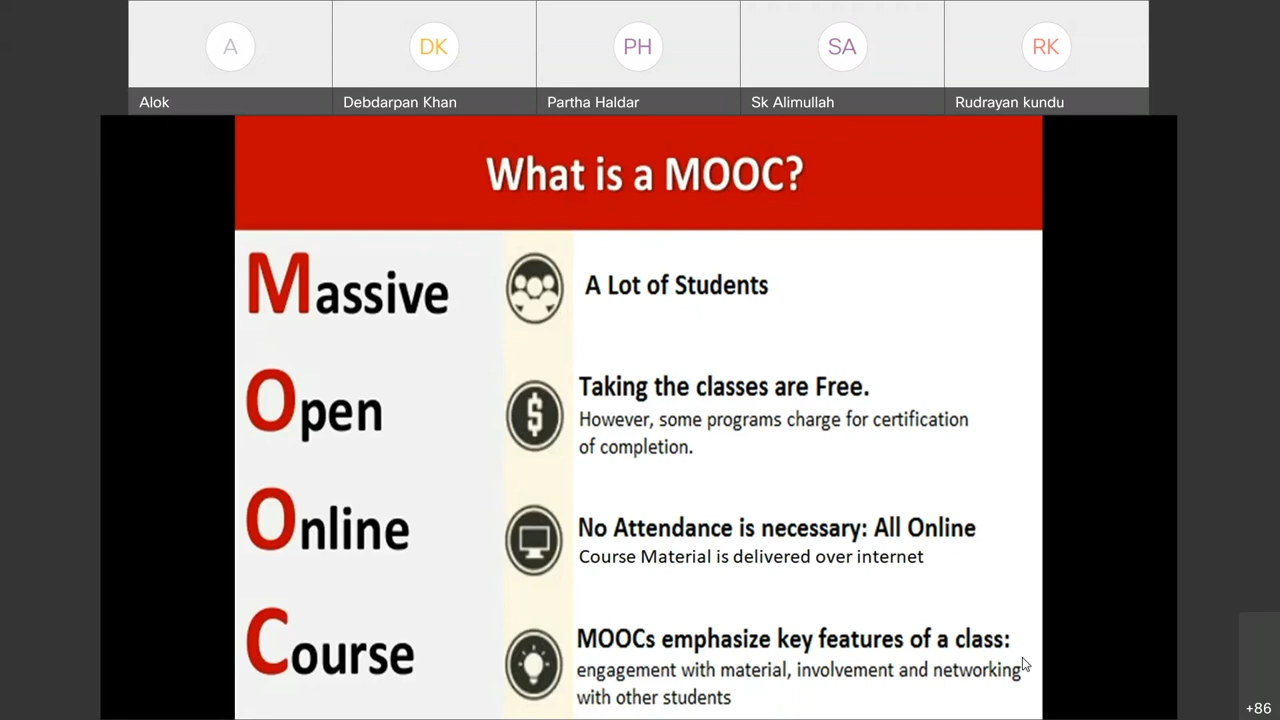 A DK PH SA RK
Alok Debdarpan Khan Partha Haldar Sk Alimullah Rudrayan kundu
What is a MOOC?
Massive
A Lot of Students
Open
Taking the classes are Free.
However, some programs charge for certification
of completion.
Online
No Attendance is necessary: All Online
Course Material is delivered over internet
Course
MOOCs emphasize key features of a class:
engagement with material, involvement and networking
with other students
+86